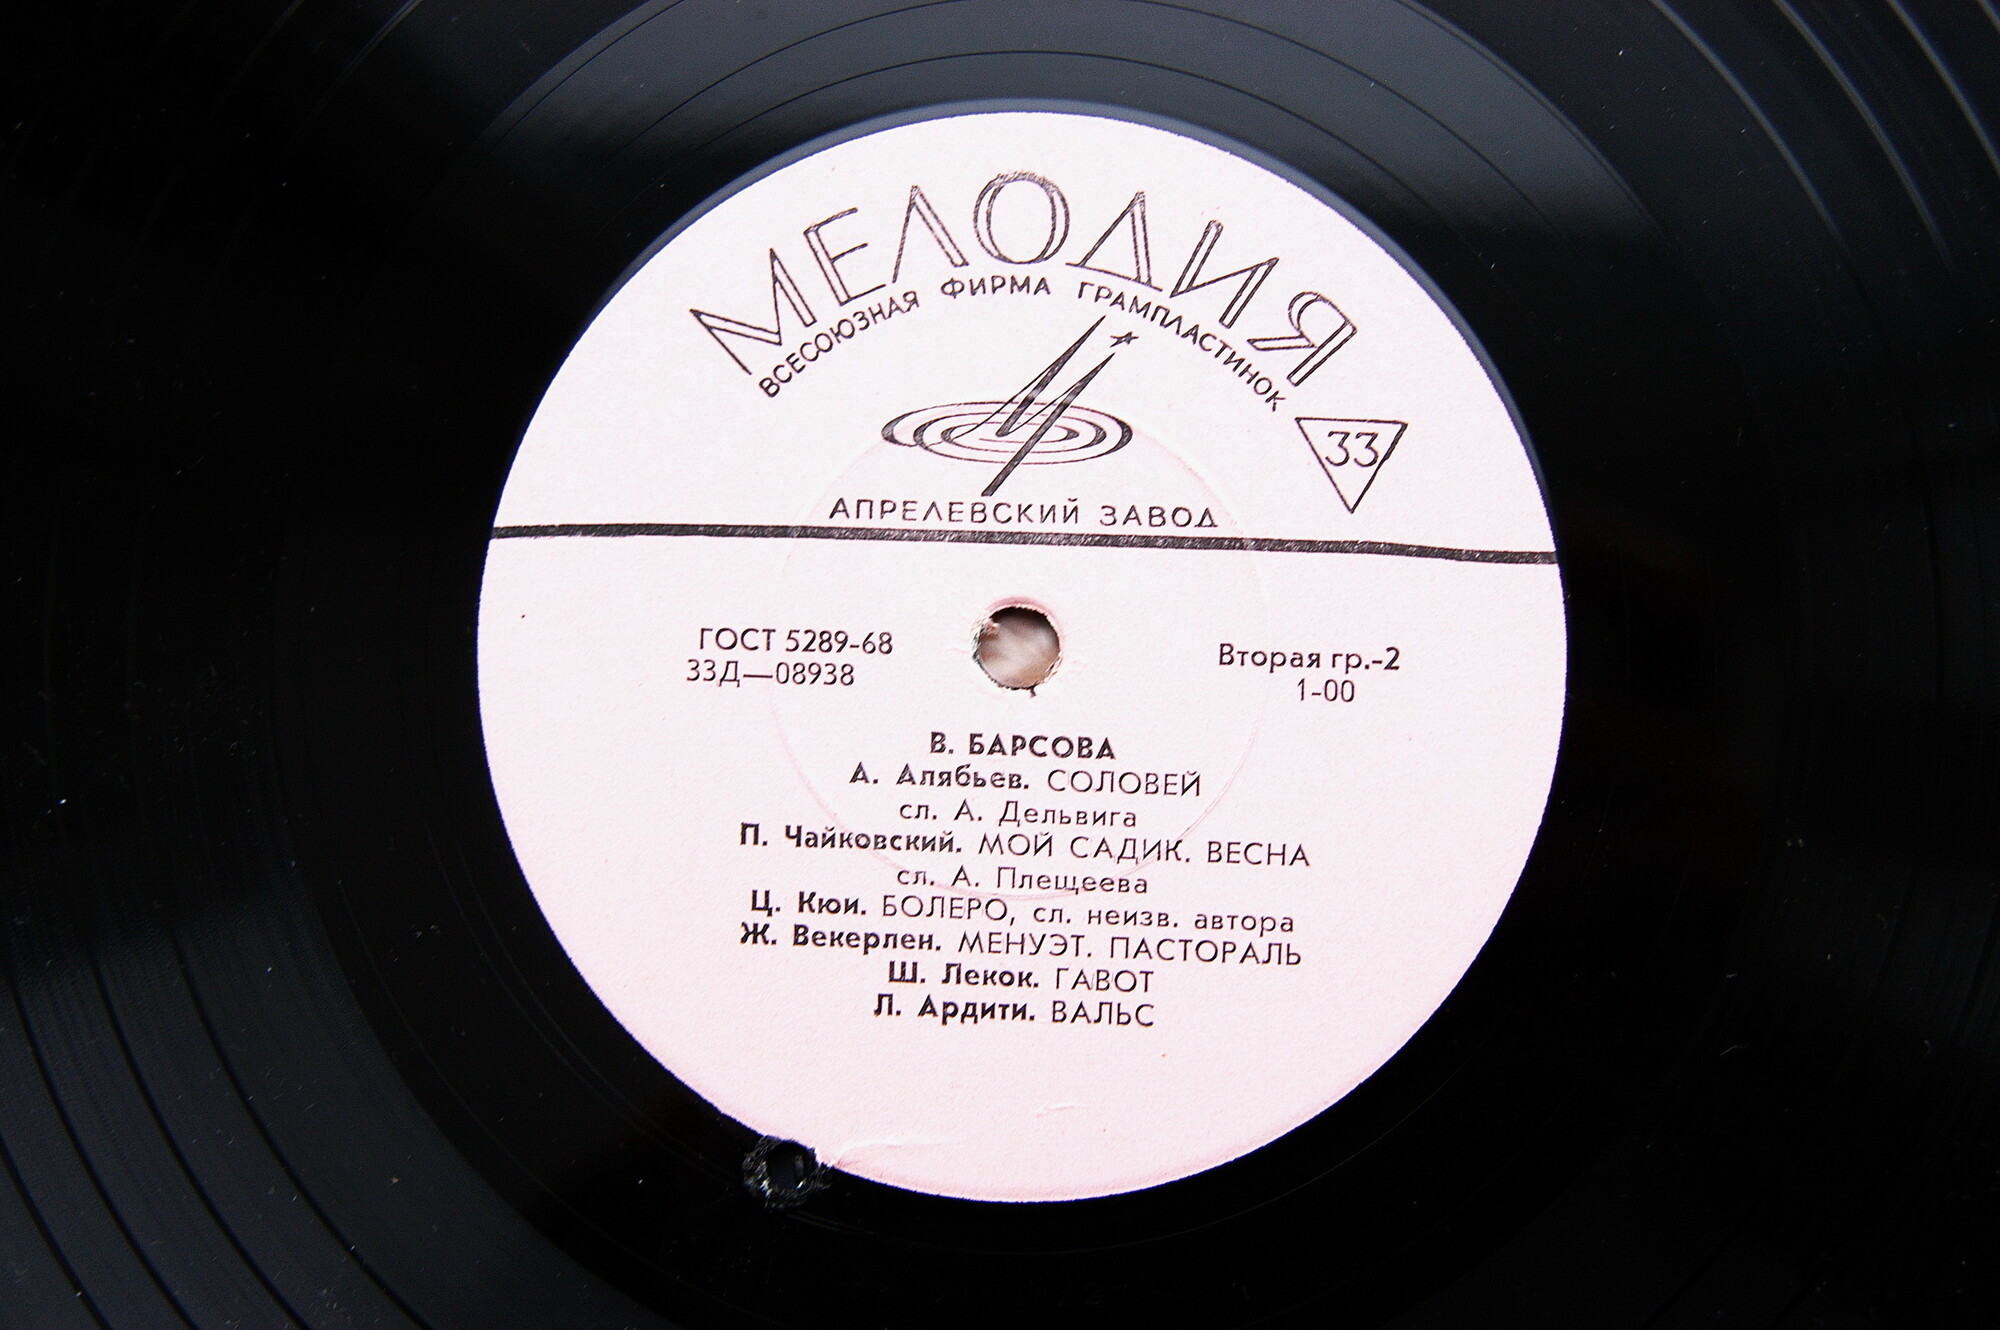 МЕЛОДИЯ
ВСЕСОЮЗНАЯ ФИРМА ГРАМПЛАСТИНОК
33
АПРЕЛЕВСКИЙ ЗАВОД
ГОСТ 5289-68
33Д—08938
Вторая гр.-2
1-00
В. БАРСОВА
А. Алябьев. СОЛОВЕЙ
сл. А. Дельвига
П. Чайковский. МОЙ САДИК. ВЕСНА
сл. А. Плещеева
Ц. Кюи. БОЛЕРО, сл. неизв. автора
Ж. Векерлен. МЕНУЭТ. ПАСТОРАЛЬ
Ш. Лекок. ГАВОТ
Л. Ардити. ВАЛЬС